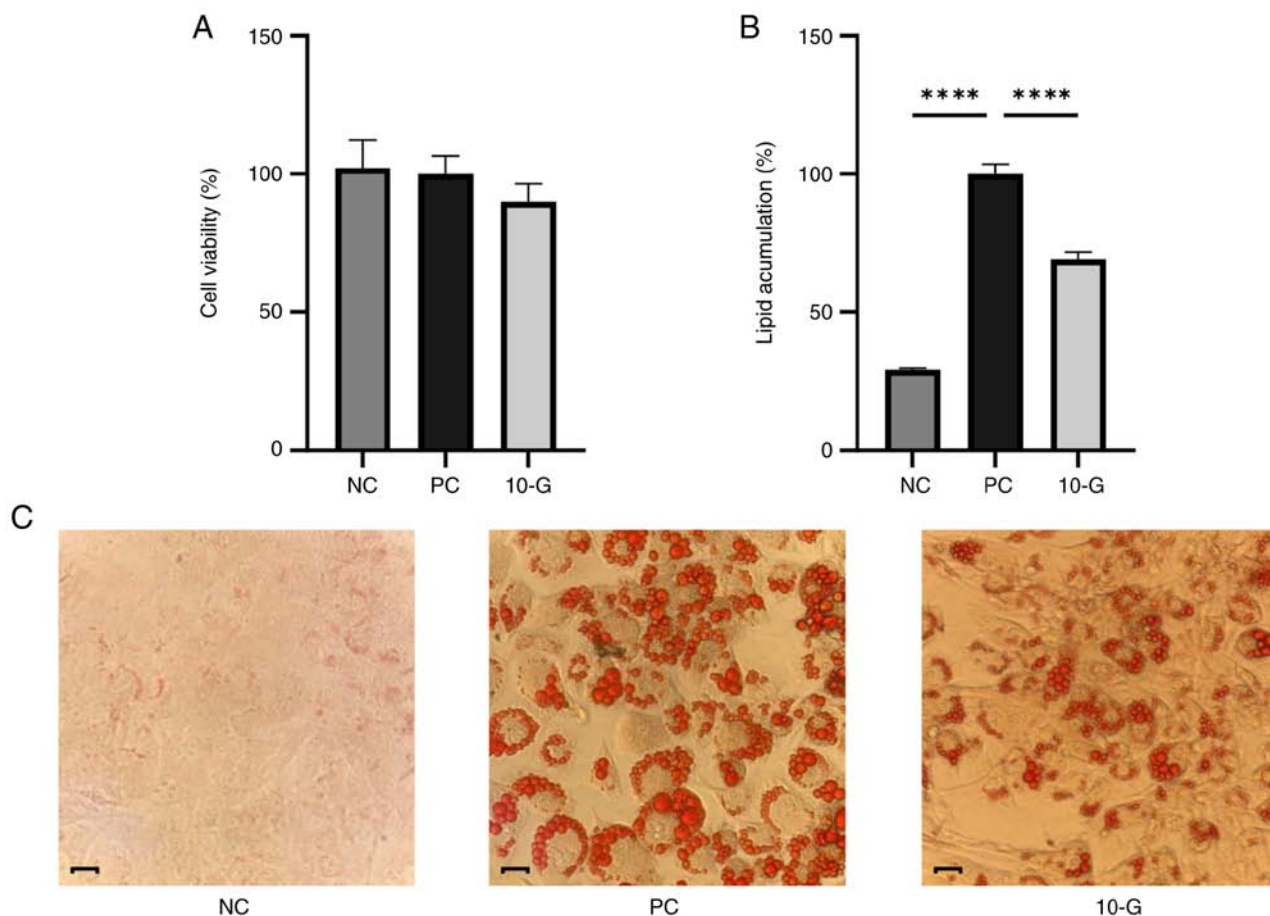 A
Cell viability (%)
150
100
50
0
NC PC 10-G
B
Lipid acumulation (%)
150
100
50
0
**** ****
NC PC 10-G
C
NC PC 10-G